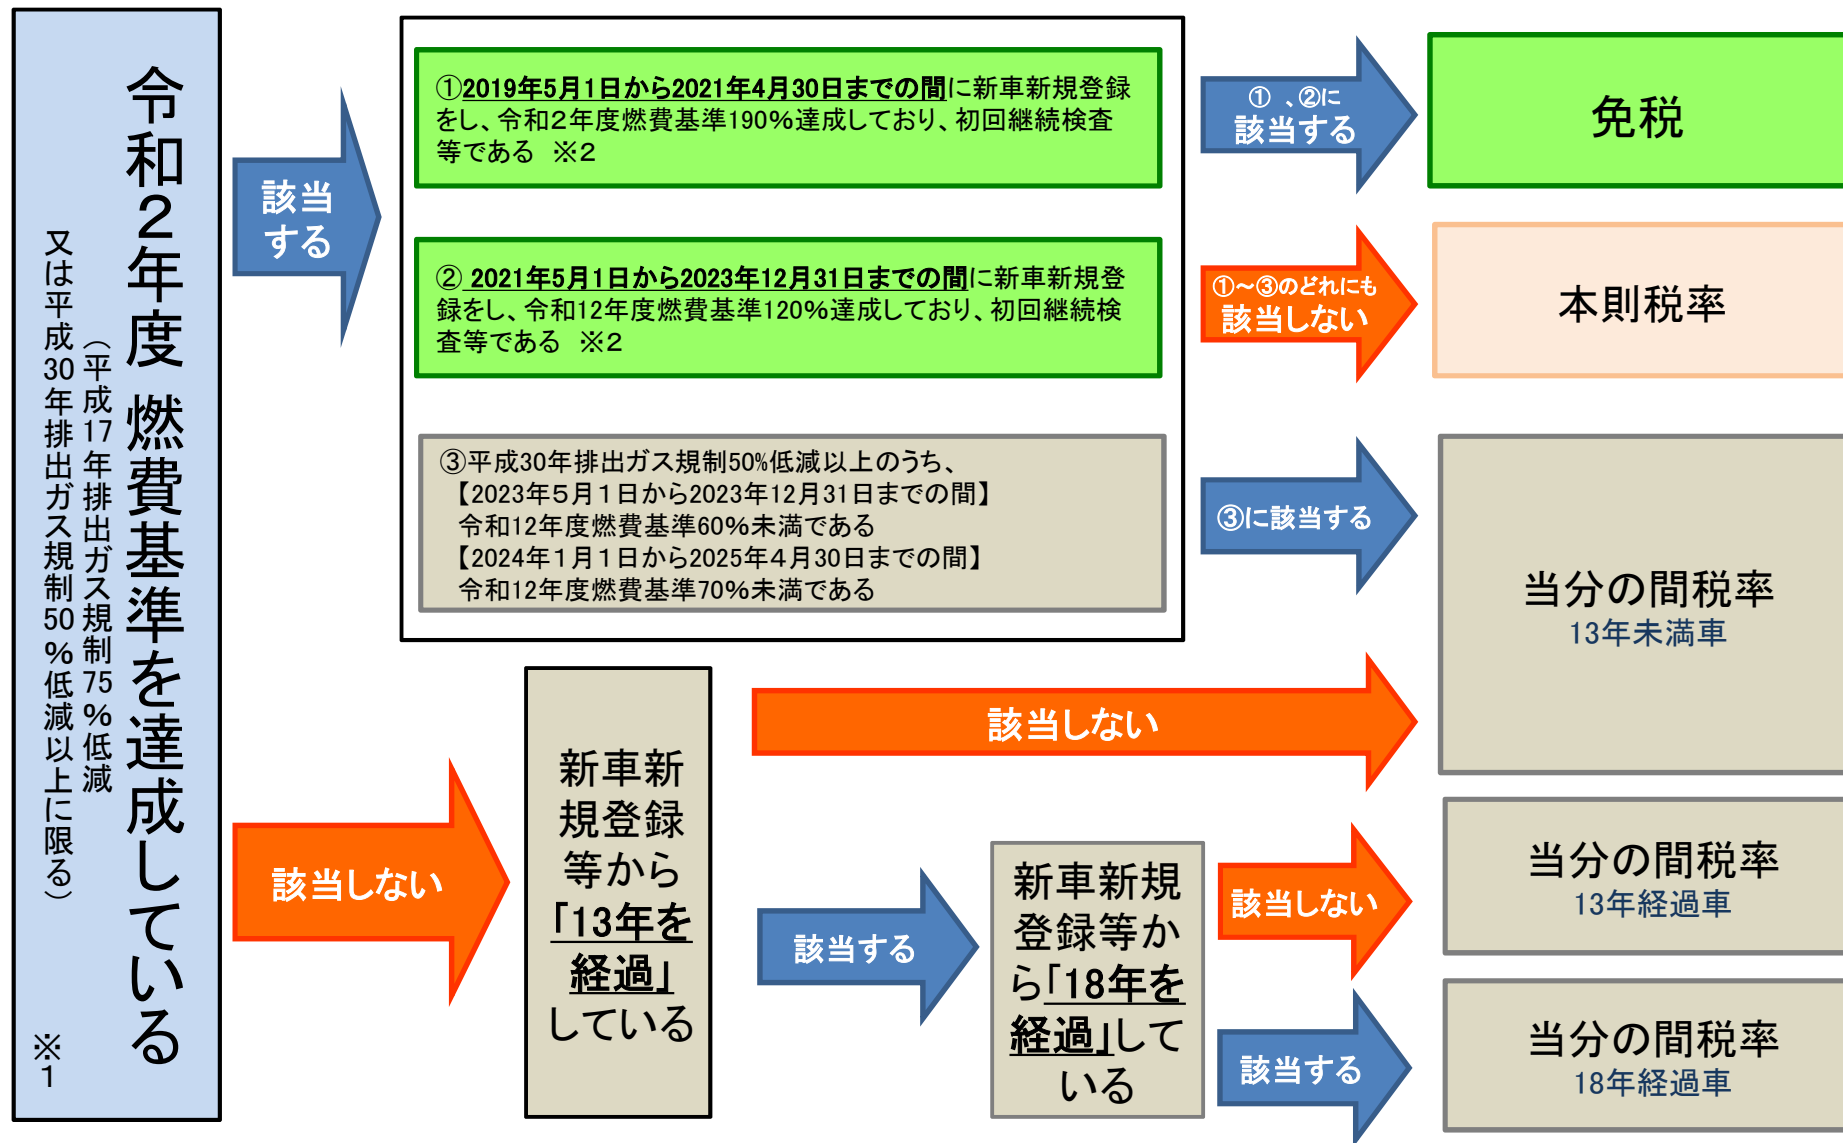 令和２年度 燃費基準を達成している
（平成17年排出ガス規制75％低減
又は平成30年排出ガス規制50％低減以上に限る）
※1
該当
する
①2019年5月1日から2021年4月30日までの間に新車新規登録
をし、令和２年度燃費基準190％達成しており、初回継続検査
等である ※2
② 2021年5月1日から2023年12月31日までの間に新車新規登
録をし、令和12年度燃費基準120％達成しており、初回継続検
査等である ※2
③平成30年排出ガス規制50%低減以上のうち、
【2023年５月１日から2023年12月31日までの間】
令和12年度燃費基準60％未満である
【2024年１月１日から2025年４月30日までの間】
令和12年度燃費基準70％未満である
① 、②に
該当する
免税
①～③のどれにも
該当しない
本則税率
③に該当する
当分の間税率
13年未満車
該当しない
新車新
規登録
等から
「13年を
経過」
している
該当しない
該当する
新車新規
登録等か
ら「18年を
経過」して
いる
該当しない
当分の間税率
13年経過車
該当する
当分の間税率
18年経過車